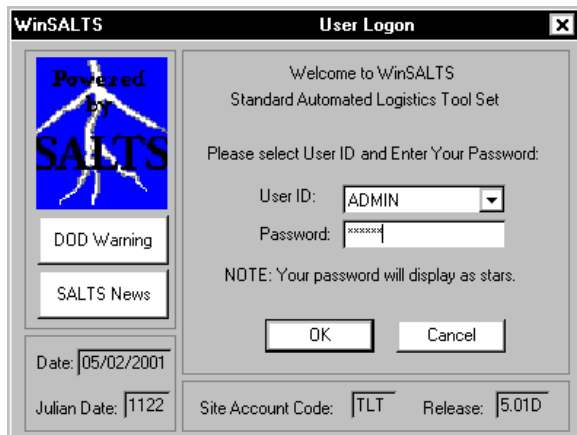 WinSALTS User Logon
Powered
by
SALTS
DOD Warning
SALTS News
Date: 05/02/2001
Julian Date: 1122
Welcome to WinSALTS
Standard Automated Logistics Tool Set
Please select User ID and Enter Your Password:
User ID: ADMIN
Password: ******
NOTE: Your password will display as stars.
OK Cancel
Site Account Code: TLT Release: 5.01D